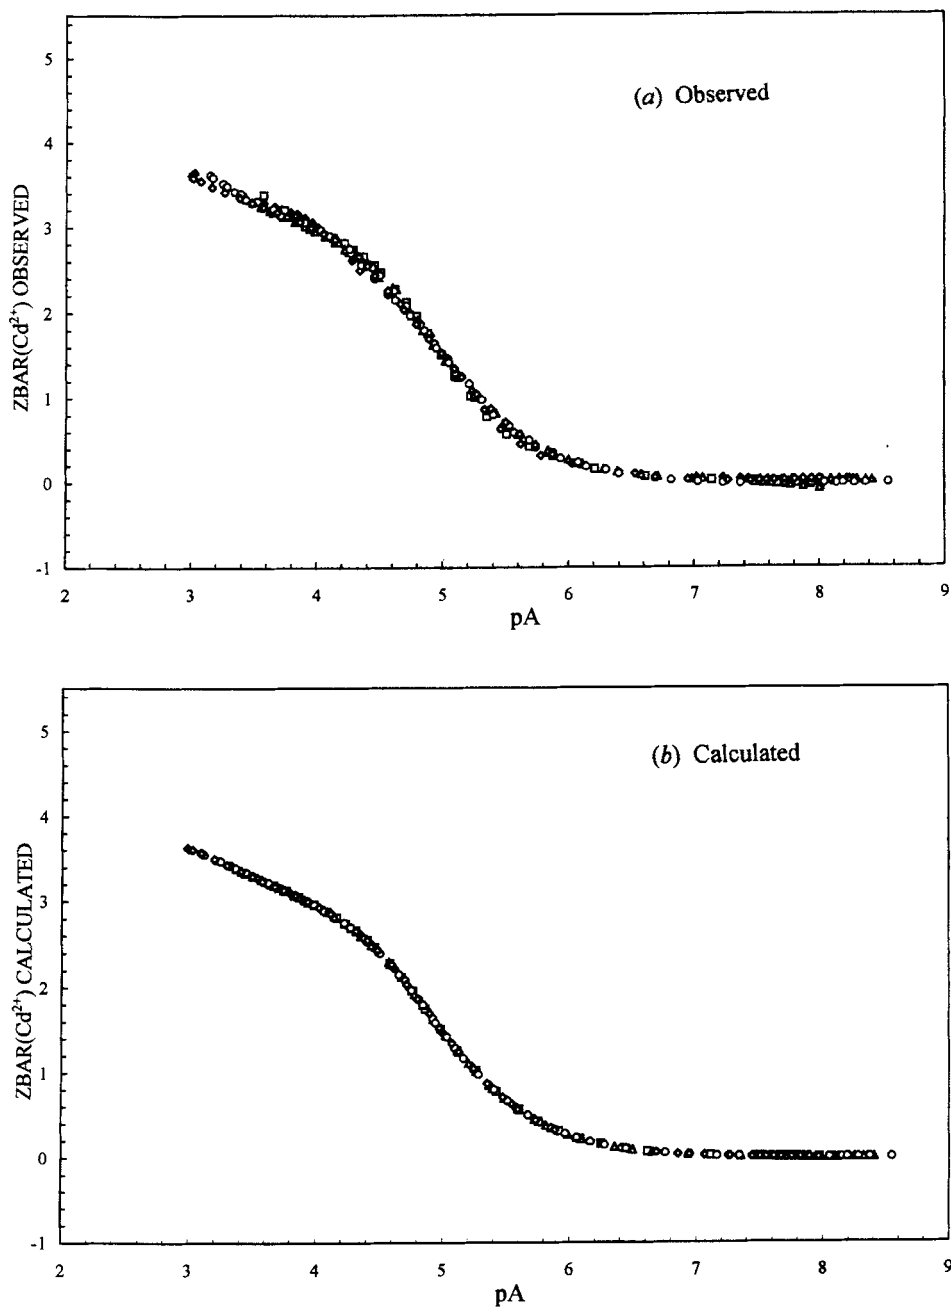 (a) Observed
5
4
3
2
1
0
-1
ZBAR(Cd2+) OBSERVED
2 3 4 5 6 7 8 9
pA
(b) Calculated
5
4
3
2
1
0
-1
ZBAR(Cd2+) CALCULATED
2 3 4 5 6 7 8 9
pA